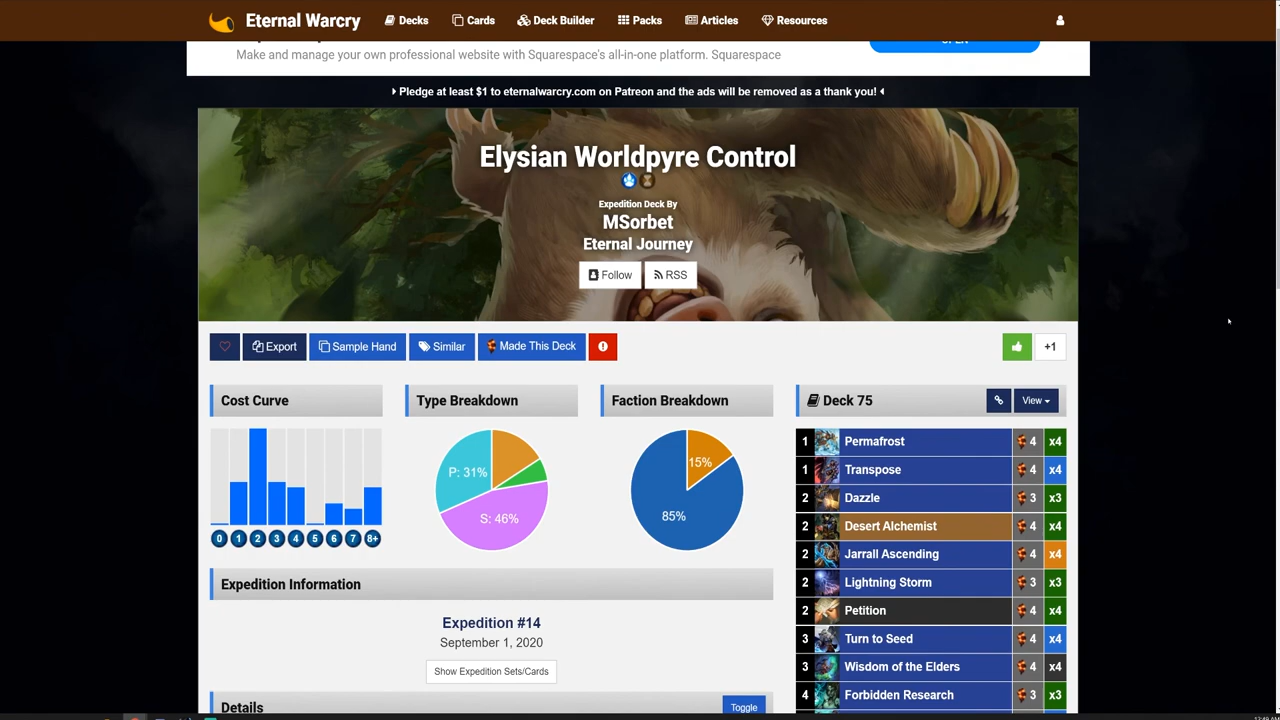 Eternal Warcry
Decks
Cards
Deck Builder
Packs
Articles
Resources
Make and manage your own professional website with Squarespace's all-in-one platform. Squarespace
OPEN
Pledge at least $1 to eternalwarcry.com on Patreon and the ads will be removed as a thank you!
Elysian Worldpyre Control
Expedition Deck By
MSorbet
Eternal Journey
Follow
RSS
Export
Sample Hand
Similar
Made This Deck
+1
Cost Curve
Type Breakdown
Faction Breakdown
Deck 75
View
0 1 2 3 4 5 6 7 8+
P: 31%
S: 46%
15%
85%
1 Permafrost 4 x4
1 Transpose 4 x4
2 Dazzle 3 x3
2 Desert Alchemist 4 x4
2 Jarrall Ascending 4 x4
2 Lightning Storm 3 x3
2 Petition 4 x4
3 Turn to Seed 4 x4
3 Wisdom of the Elders 4 x4
4 Forbidden Research 3 x3
Expedition Information
Expedition #14
September 1, 2020
Show Expedition Sets/Cards
Details
Toggle